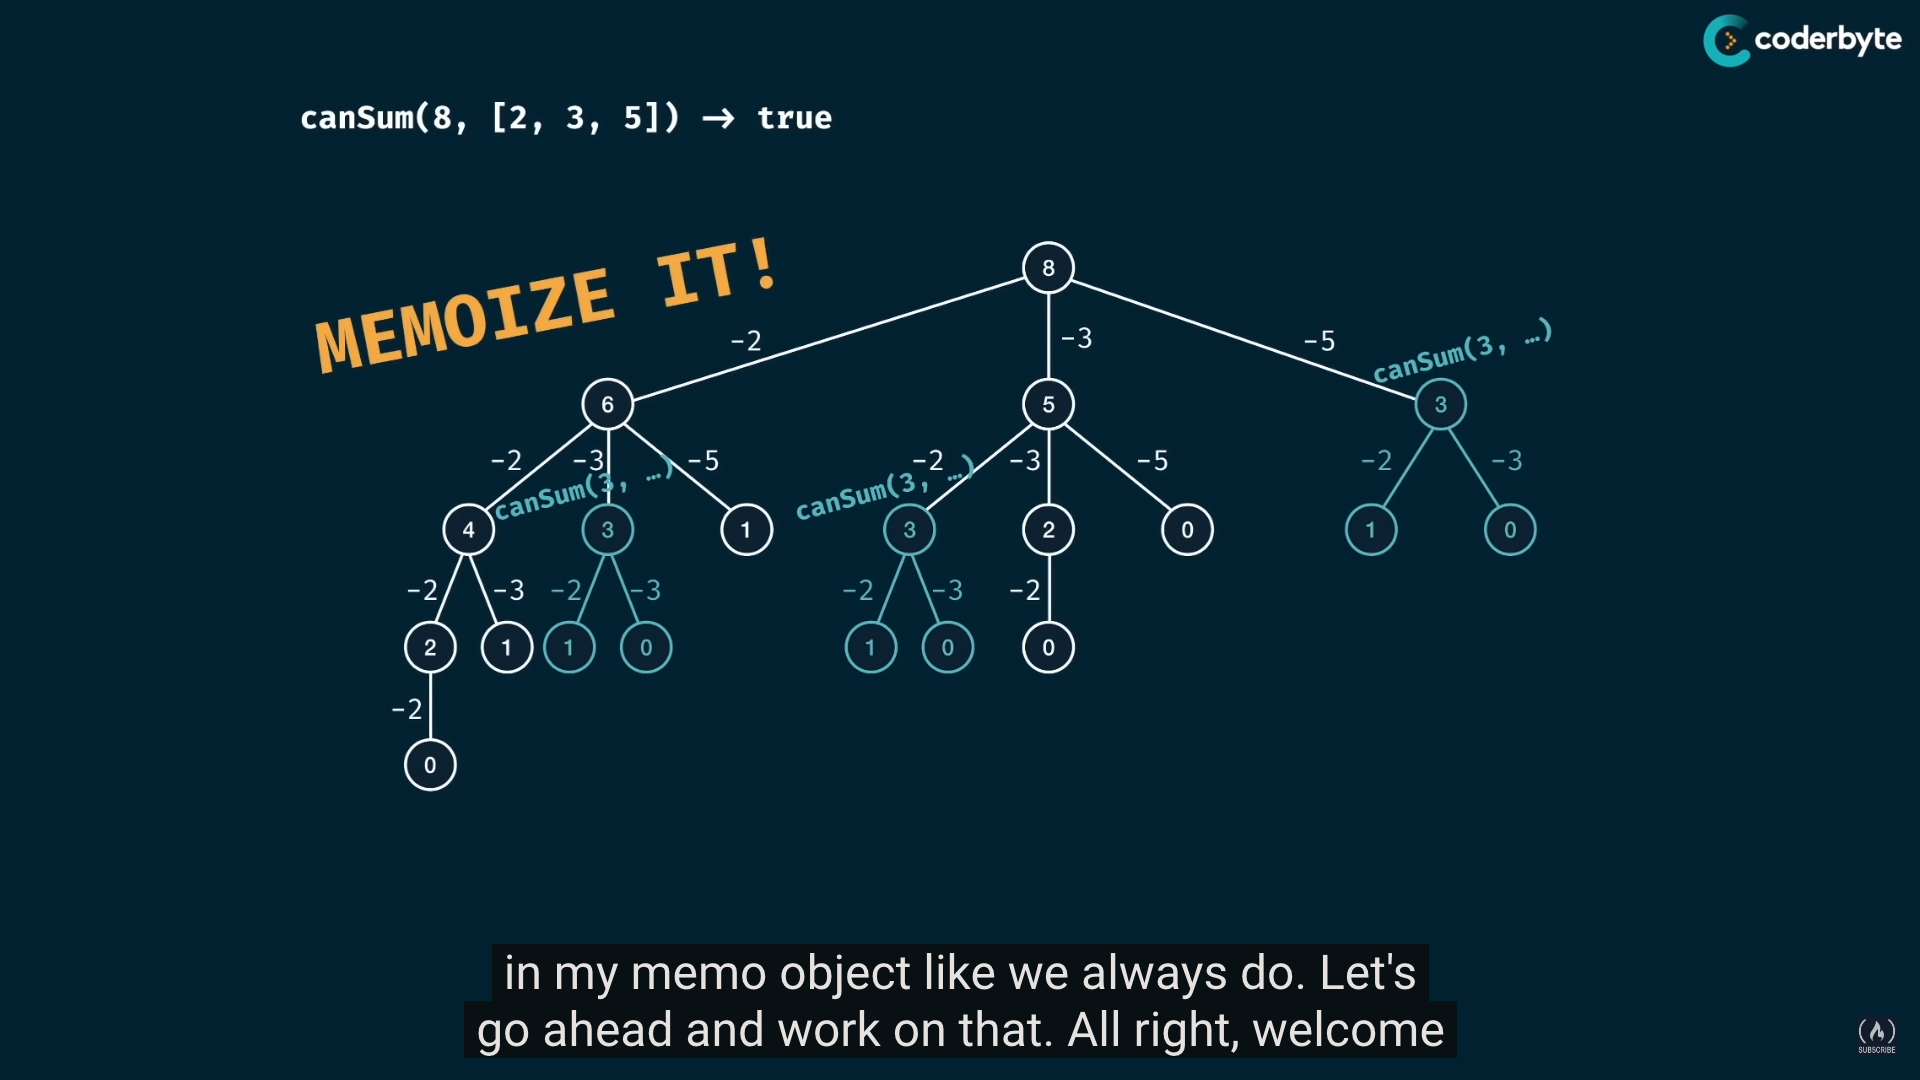 coderbyte
canSum(8, [2, 3, 5]) → true
MEMOIZE IT!
8
-2 -3 -5
canSum(3, …)
6 5 3
-2 -3 -5 -2 -3 -5 -2 -3
canSum(3, …) canSum(3, …)
4 3 1 3 2 0 1 0
-2 -3 -2 -3 -2 -3 -2
2 1 1 0 1 0 0
-2
0
in my memo object like we always do. Let's
go ahead and work on that. All right, welcome
SUBSCRIBE